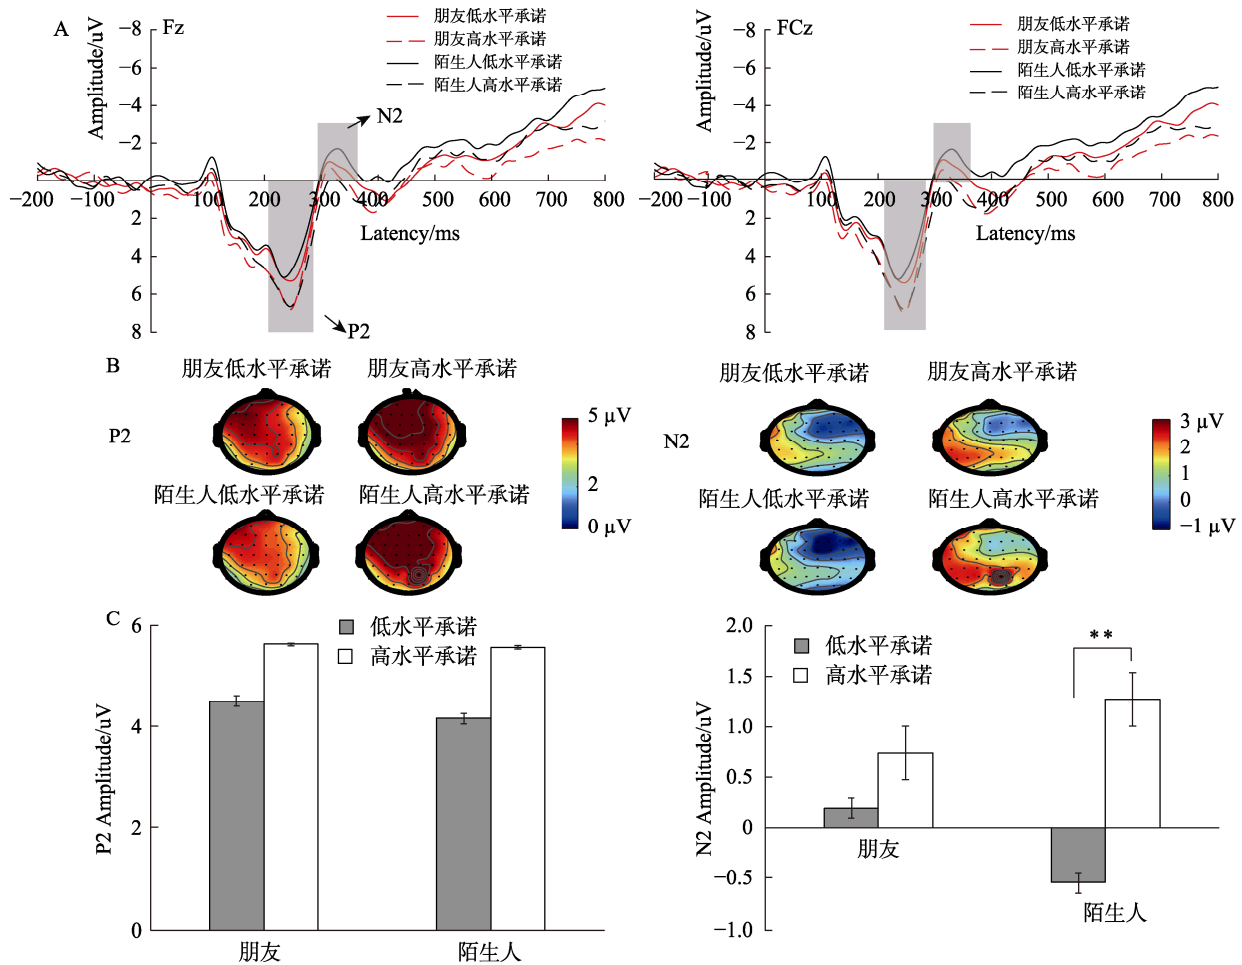 A
Fz
Amplitude/uV
−8
−6
−4
−2
2
4
6
8
−200
−100
100
200
300
400
500
600
700
800
Latency/ms
朋友低水平承诺
朋友高水平承诺
陌生人低水平承诺
陌生人高水平承诺
N2
P2
FCz
Amplitude/uV
−8
−6
−4
−2
2
4
6
8
−200
−100
100
200
300
400
500
600
700
800
Latency/ms
朋友低水平承诺
朋友高水平承诺
陌生人低水平承诺
陌生人高水平承诺
B
P2
朋友低水平承诺
朋友高水平承诺
陌生人低水平承诺
陌生人高水平承诺
5 μV
2
0 μV
N2
朋友低水平承诺
朋友高水平承诺
陌生人低水平承诺
陌生人高水平承诺
3 μV
2
1
0
−1 μV
C
P2 Amplitude/uV
6
4
2
0
低水平承诺
高水平承诺
朋友
陌生人
N2 Amplitude/uV
2.0
1.5
1.0
0.5
0
−0.5
−1.0
低水平承诺
高水平承诺
**
朋友
陌生人